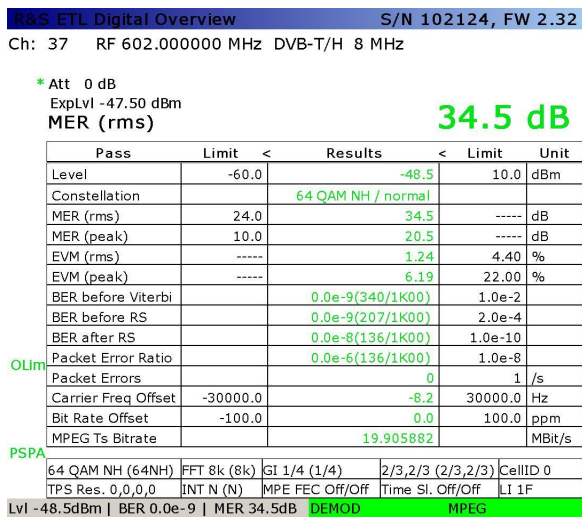 R&S ETL Digital Overview S/N 102124, FW 2.32
Ch: 37 RF 602.000000 MHz DVB-T/H 8 MHz
* Att 0 dB
ExpLvl -47.50 dBm
MER (rms) 34.5 dB
Pass Limit < Results < Limit Unit
Level -60.0 -48.5 10.0 dBm
Constellation 64 QAM NH / normal
MER (rms) 24.0 34.5 ----- dB
MER (peak) 10.0 20.5 ----- dB
EVM (rms) ----- 1.24 4.40 %
EVM (peak) ----- 6.19 22.00 %
BER before Viterbi 0.0e-9(340/1K00) 1.0e-2
BER before RS 0.0e-9(207/1K00) 2.0e-4
BER after RS 0.0e-8(136/1K00) 1.0e-10
Packet Error Ratio 0.0e-6(136/1K00) 1.0e-8
OLim
Packet Errors 0 1 /s
Carrier Freq Offset -30000.0 -8.2 30000.0 Hz
Bit Rate Offset -100.0 0.0 100.0 ppm
MPEG Ts Bitrate 19.905882 MBit/s
PSPA
64 QAM NH (64NH) FFT 8k (8k) GI 1/4 (1/4) 2/3,2/3 (2/3,2/3) CellID 0
TPS Res. 0,0,0,0 INT N (N) MPE FEC Off/Off Time Sl. Off/Off LI 1F
Lvl -48.5dBm | BER 0.0e-9 | MER 34.5dB DEMOD MPEG